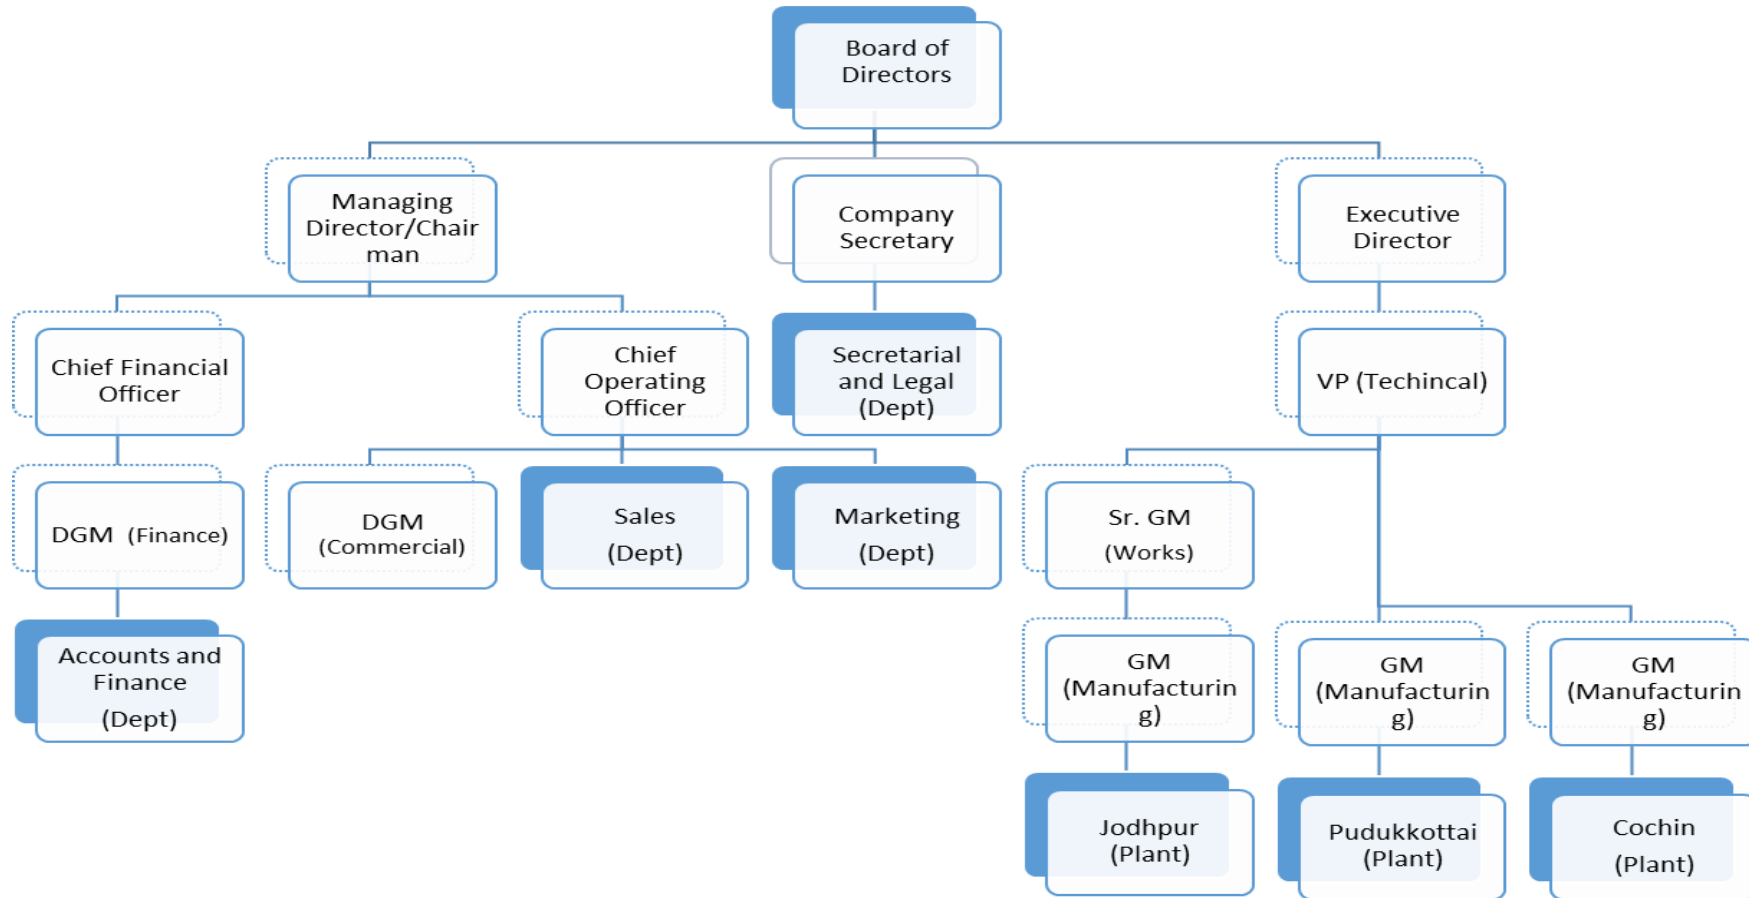 Board of
Directors
Managing
Director/Chair
man
Company
Secretary
Executive
Director
Chief Financial
Officer
Chief
Operating
Officer
Secretarial
and Legal
(Dept)
VP (Techincal)
DGM (Finance)
DGM
(Commercial)
Sales
(Dept)
Marketing
(Dept)
Sr. GM
(Works)
Accounts and
Finance
(Dept)
GM
(Manufacturin
g)
GM
(Manufacturin
g)
GM
(Manufacturin
g)
Jodhpur
(Plant)
Pudukkottai
(Plant)
Cochin
(Plant)